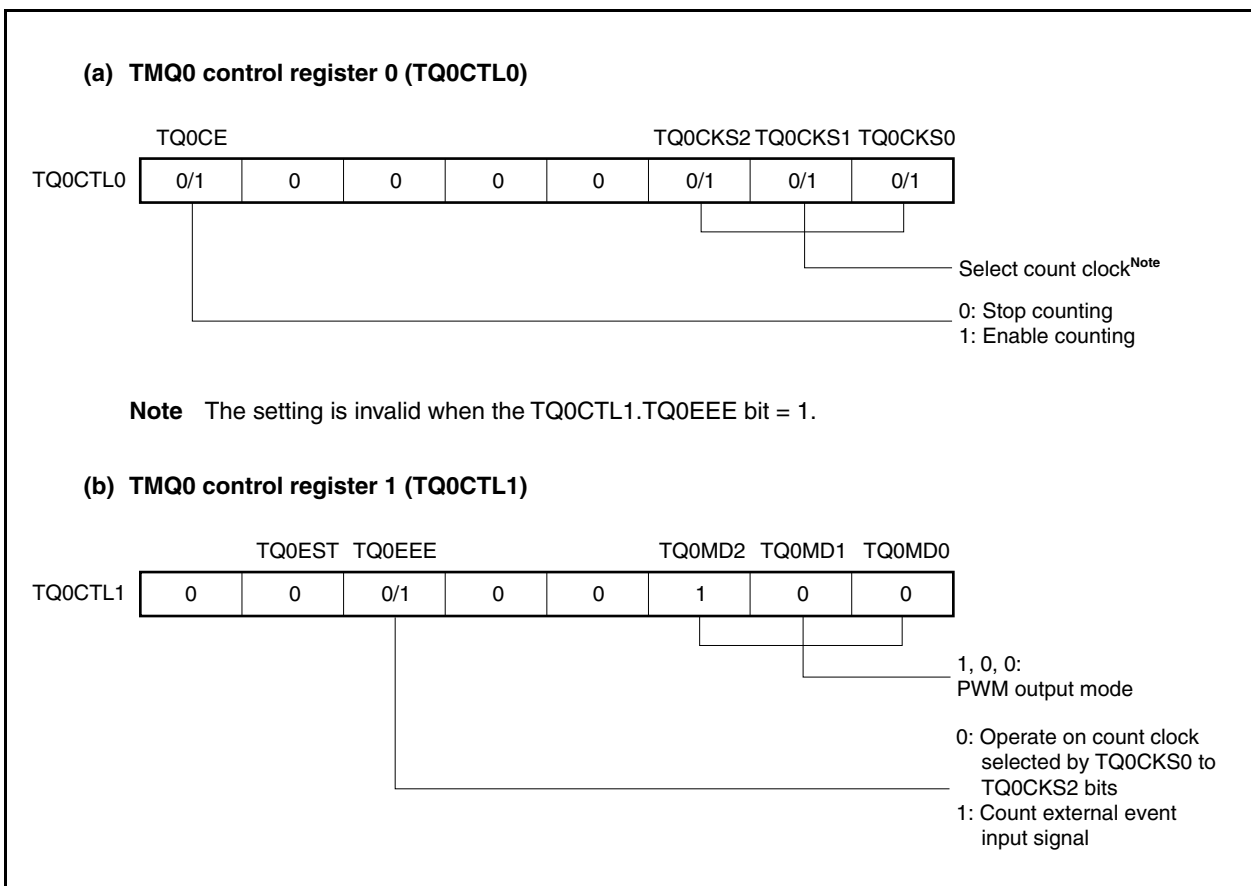 (a) TMQ0 control register 0 (TQ0CTL0)
TQ0CE TQ0CKS2 TQ0CKS1 TQ0CKS0
TQ0CTL0 0/1 0 0 0 0 0/1 0/1 0/1
Select count clockNote
0: Stop counting
1: Enable counting
Note The setting is invalid when the TQ0CTL1.TQ0EEE bit = 1.
(b) TMQ0 control register 1 (TQ0CTL1)
TQ0EST TQ0EEE TQ0MD2 TQ0MD1 TQ0MD0
TQ0CTL1 0 0 0/1 0 0 1 0 0
1, 0, 0:
PWM output mode
0: Operate on count clock
selected by TQ0CKS0 to
TQ0CKS2 bits
1: Count external event
input signal